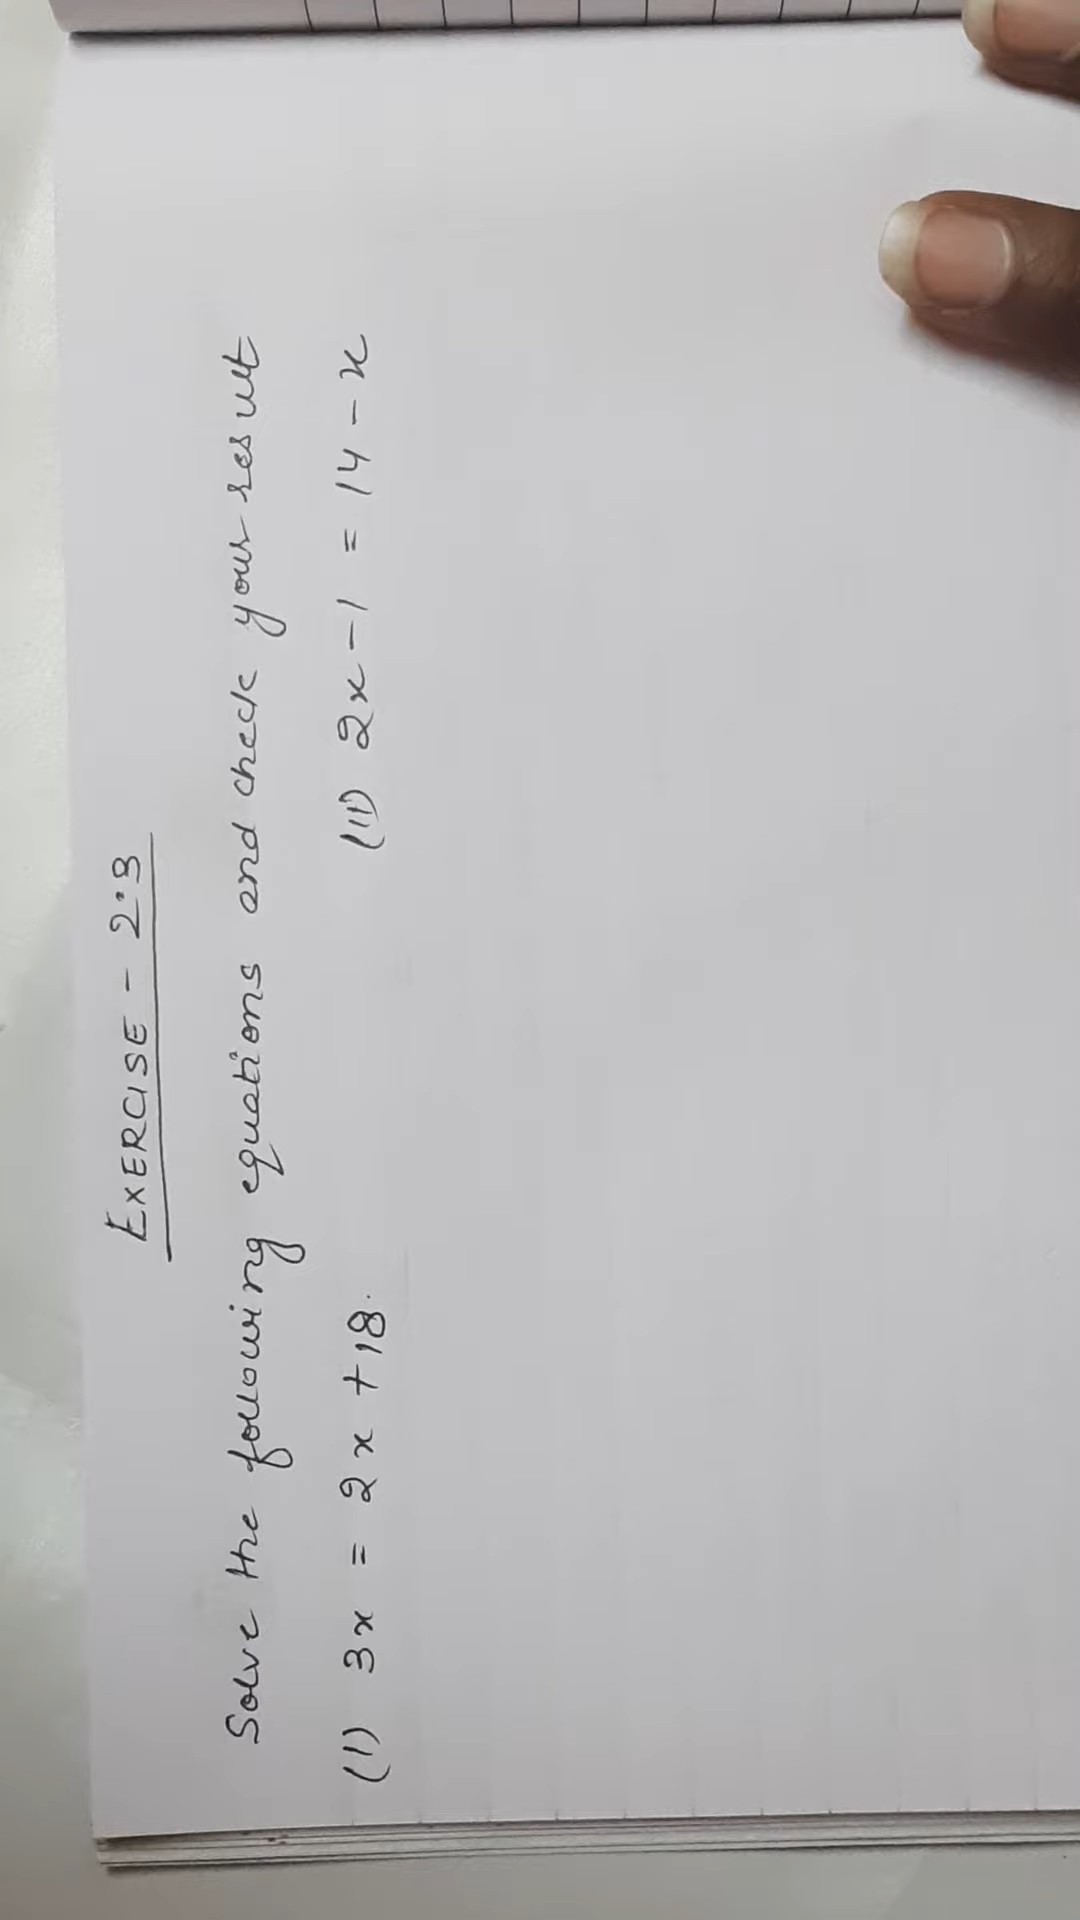 EXERCISE - 2.3
Solve the following equations and check your result
(I) 3x = 2x + 18. (II) 2x - 1 = 14 - x